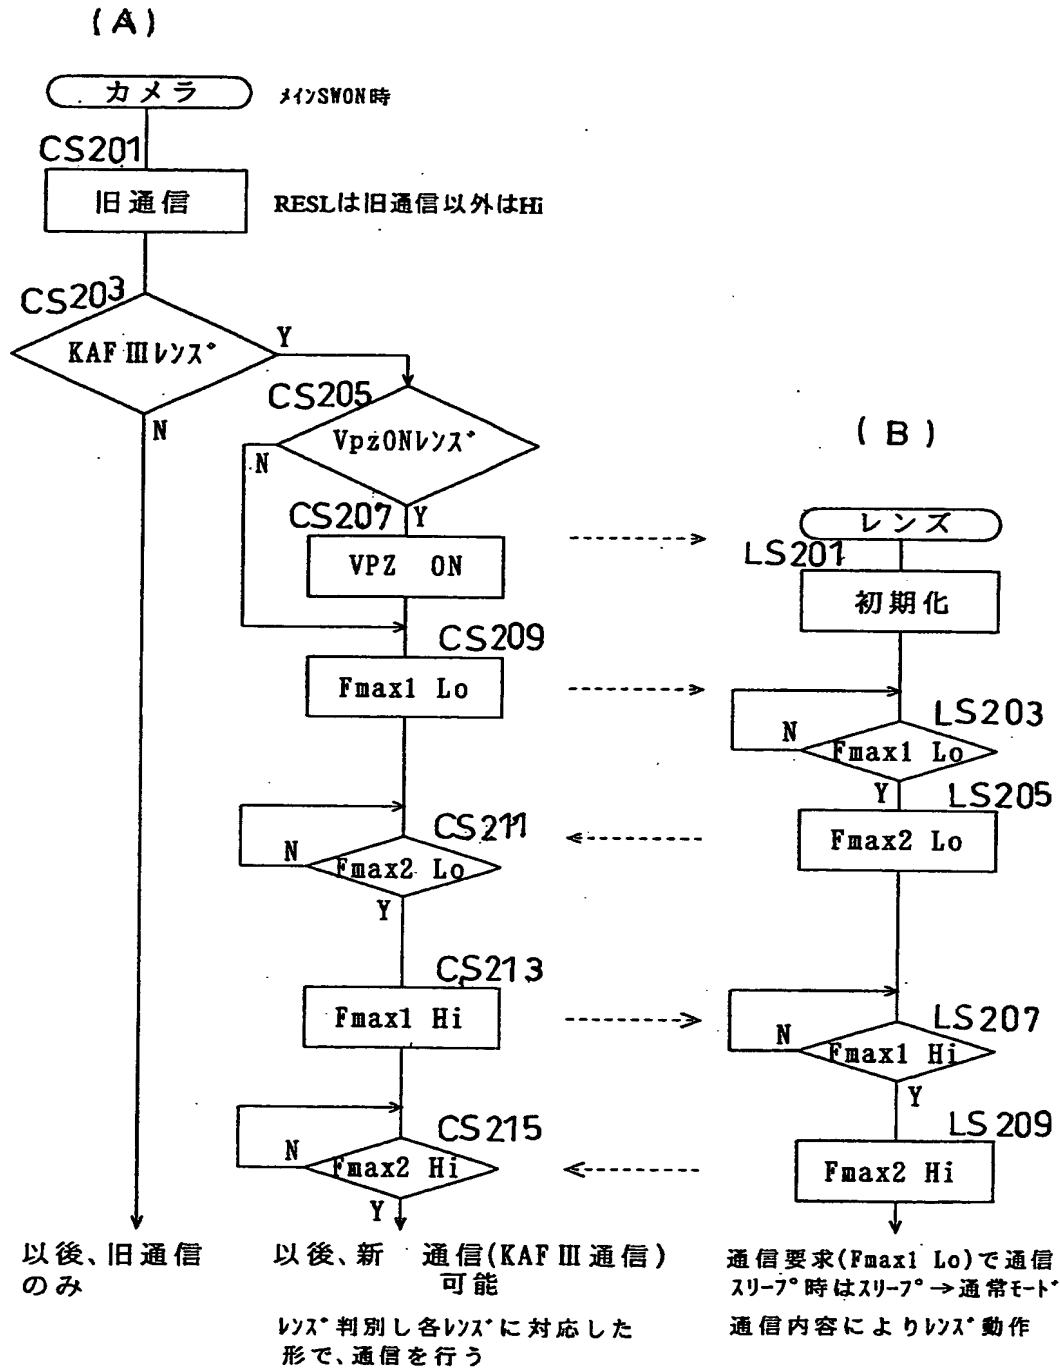 (A)
カメラ
メインSWON時
CS201
旧通信
RESLは旧通信以外はHi
CS203
KAFⅢレンズ
Y
N
CS205
VpzONレンズ
N
Y
CS207
VPZ ON
CS209
Fmax1 Lo
CS211
Fmax2 Lo
N
Y
CS213
Fmax1 Hi
CS215
Fmax2 Hi
N
Y
以後、旧通信
のみ
以後、新 通信(KAFⅢ通信)
可能
レンズ判別し各レンズに対応した
形で、通信を行う
(B)
レンズ
LS201
初期化
LS203
Fmax1 Lo
N
Y
LS205
Fmax2 Lo
LS207
Fmax1 Hi
N
Y
LS209
Fmax2 Hi
通信要求(Fmax1 Lo)で通信
スリープ時はスリープ→通常モード
通信内容によりレンズ動作